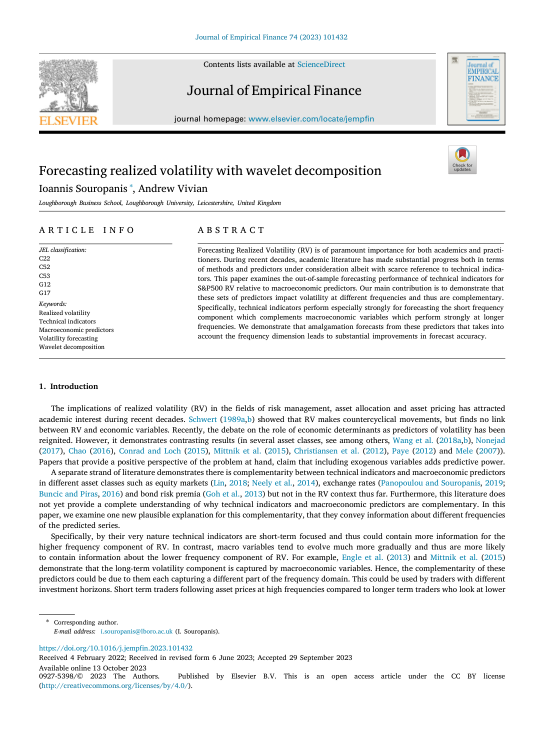 Journal of Empirical Finance 74 (2023) 101432
Contents lists available at ScienceDirect
Journal of Empirical Finance
journal homepage: www.elsevier.com/locate/jempfin
ELSEVIER
Journal of
EMPIRICAL
FINANCE
Check for
updates
Forecasting realized volatility with wavelet decomposition
Ioannis Souropanis *, Andrew Vivian
Loughborough Business School, Loughborough University, Leicestershire, United Kingdom
ARTICLE INFO
JEL classification:
C22
C52
C53
G12
G17
Keywords:
Realized volatility
Technical indicators
Macroeconomic predictors
Volatility forecasting
Wavelet decomposition
ABSTRACT
Forecasting Realized Volatility (RV) is of paramount importance for both academics and practi-
tioners. During recent decades, academic literature has made substantial progress both in terms
of methods and predictors under consideration albeit with scarce reference to technical indica-
tors. This paper examines the out-of-sample forecasting performance of technical indicators for
S&P500 RV relative to macroeconomic predictors. Our main contribution is to demonstrate that
these sets of predictors impact volatility at different frequencies and thus are complementary.
Specifically, technical indicators perform especially strongly for forecasting the short frequency
component which complements macroeconomic variables which perform strongly at longer
frequencies. We demonstrate that amalgamation forecasts from these predictors that takes into
account the frequency dimension leads to substantial improvements in forecast accuracy.
1. Introduction
The implications of realized volatility (RV) in the fields of risk management, asset allocation and asset pricing has attracted
academic interest during recent decades. Schwert (1989a,b) showed that RV makes countercyclical movements, but finds no link
between RV and economic variables. Recently, the debate on the role of economic determinants as predictors of volatility has been
reignited. However, it demonstrates contrasting results (in several asset classes, see among others, Wang et al. (2018a,b), Nonejad
(2017), Chao (2016), Conrad and Loch (2015), Mittnik et al. (2015), Christiansen et al. (2012), Paye (2012) and Mele (2007)).
Papers that provide a positive perspective of the problem at hand, claim that including exogenous variables adds predictive power.
A separate strand of literature demonstrates there is complementarity between technical indicators and macroeconomic predictors
in different asset classes such as equity markets (Lin, 2018; Neely et al., 2014), exchange rates (Panopoulou and Souropanis, 2019;
Buncic and Piras, 2016) and bond risk premia (Goh et al., 2013) but not in the RV context thus far. Furthermore, this literature does
not yet provide a complete understanding of why technical indicators and macroeconomic predictors are complementary. In this
paper, we examine one new plausible explanation for this complementarity, that they convey information about different frequencies
of the predicted series.
Specifically, by their very nature technical indicators are short-term focused and thus could contain more information for the
higher frequency component of RV. In contrast, macro variables tend to evolve much more gradually and thus are more likely
to contain information about the lower frequency component of RV. For example, Engle et al. (2013) and Mittnik et al. (2015)
demonstrate that the long-term volatility component is captured by macroeconomic variables. Hence, the complementarity of these
predictors could be due to them each capturing a different part of the frequency domain. This could be used by traders with different
investment horizons. Short term traders following asset prices at high frequencies compared to longer term traders who look at lower
* Corresponding author.
E-mail address: i.souropanis@lboro.ac.uk (I. Souropanis).
https://doi.org/10.1016/j.jempfin.2023.101432
Received 4 February 2022; Received in revised form 6 June 2023; Accepted 29 September 2023
Available online 13 October 2023
0927-5398/© 2023 The Authors. Published by Elsevier B.V. This is an open access article under the CC BY license
(http://creativecommons.org/licenses/by/4.0/).